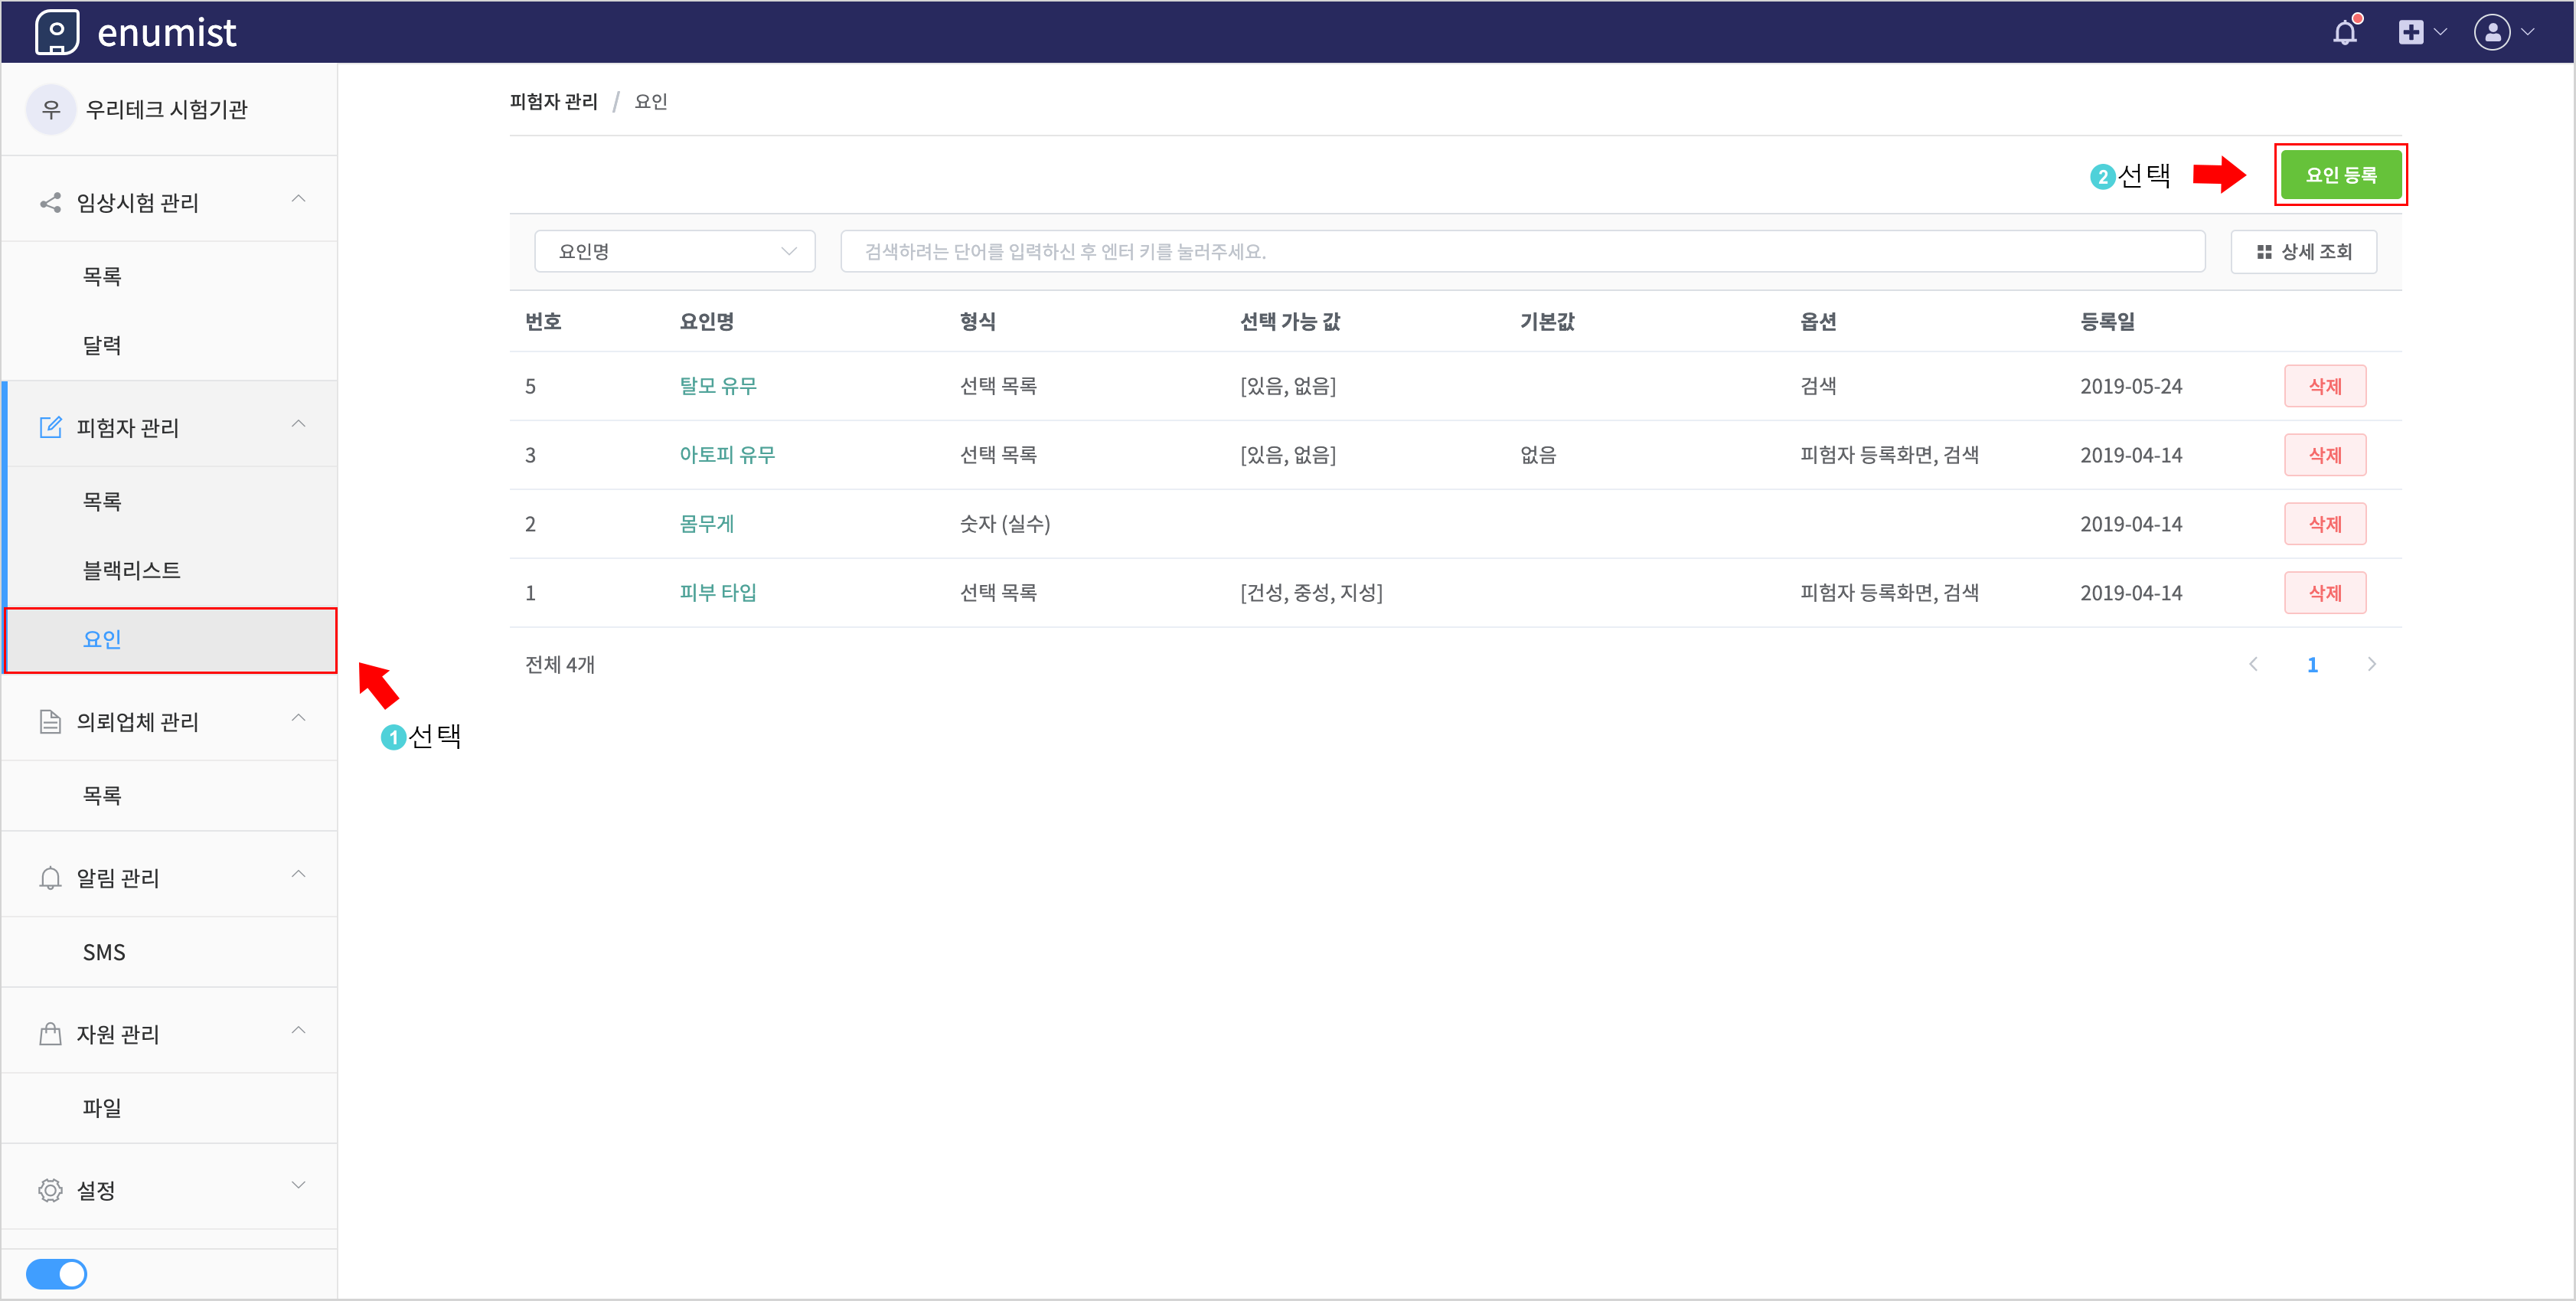 enumist
우 우리테크 시험기관
임상시험 관리
목록
달력
피험자 관리
목록
블랙리스트
요인
의뢰업체 관리
목록
알림 관리
SMS
자원 관리
파일
설정
1 선택
피험자 관리 / 요인
2 선택
요인 등록
요인명 검색하려는 단어를 입력하신 후 엔터 키를 눌러주세요. 상세 조회
번호 요인명 형식 선택 가능 값 기본값 옵션 등록일
5 탈모 유무 선택 목록 [있음, 없음] 검색 2019-05-24 삭제
3 아토피 유무 선택 목록 [있음, 없음] 없음 피험자 등록화면, 검색 2019-04-14 삭제
2 몸무게 숫자 (실수) 2019-04-14 삭제
1 피부 타입 선택 목록 [건성, 중성, 지성] 피험자 등록화면, 검색 2019-04-14 삭제
전체 4개 1